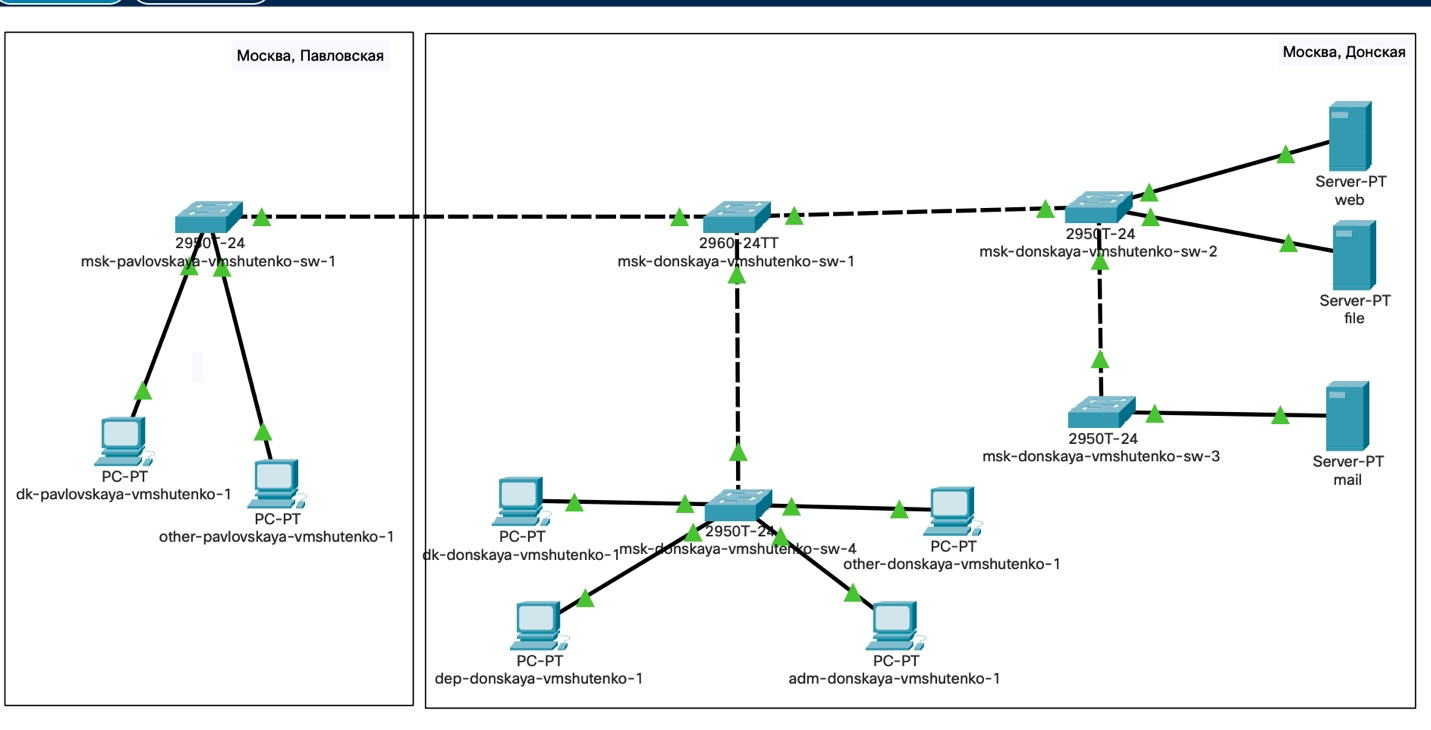 Москва, Павловская
Москва, Донская
2950T-24
msk-pavlovskaya-vmshutenko-sw-1
PC-PT
dk-pavlovskaya-vmshutenko-1
PC-PT
other-pavlovskaya-vmshutenko-1
2960-24TT
msk-donskaya-vmshutenko-sw-1
2950T-24
msk-donskaya-vmshutenko-sw-2
Server-PT
web
Server-PT
file
2950T-24
msk-donskaya-vmshutenko-sw-3
Server-PT
mail
2950T-24
msk-donskaya-vmshutenko-sw-4
PC-PT
dk-donskaya-vmshutenko-1
PC-PT
other-donskaya-vmshutenko-1
PC-PT
dep-donskaya-vmshutenko-1
PC-PT
adm-donskaya-vmshutenko-1